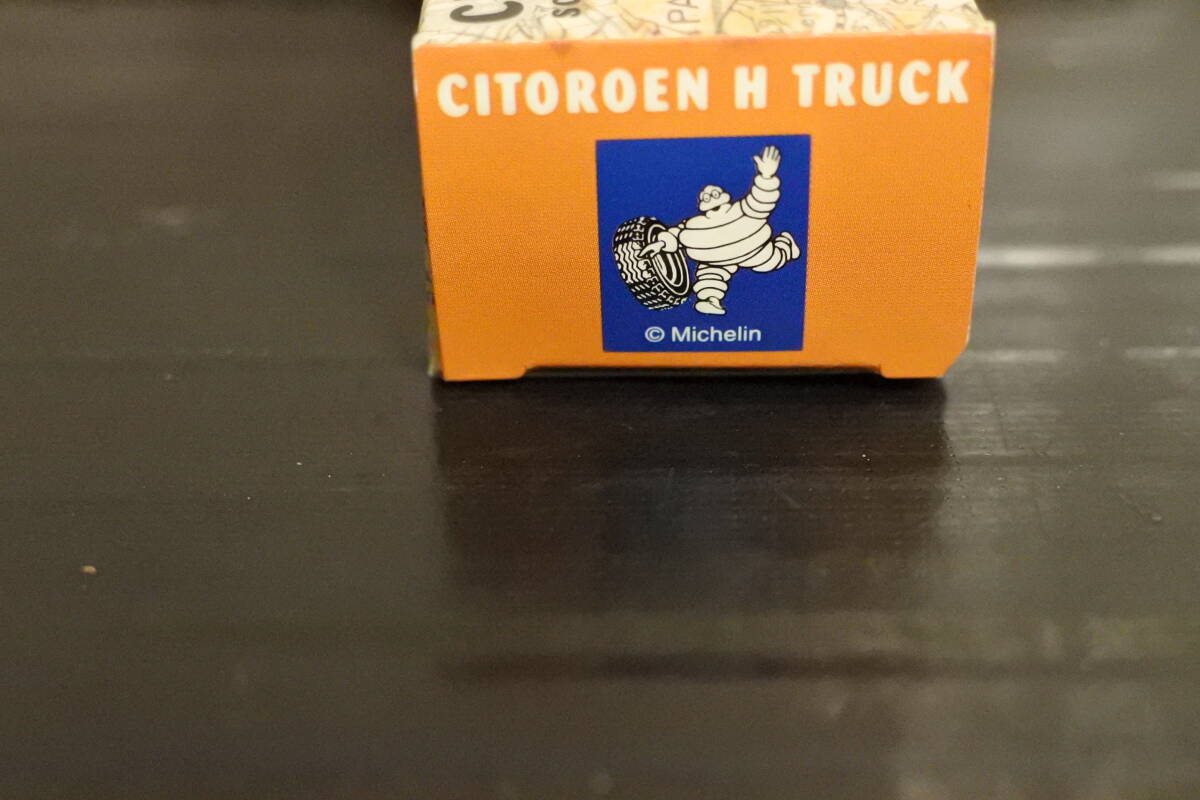 CITOROEN H TRUCK
© Michelin